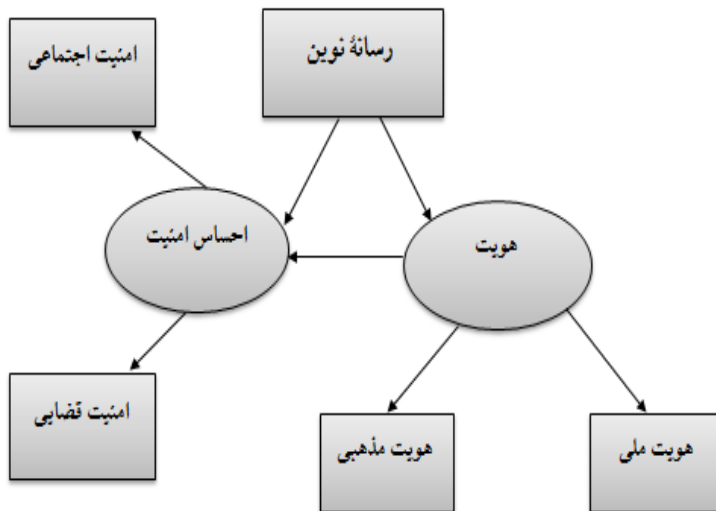 رسانهٔ نوین
امنیت اجتماعی
هویت
احساس امنیت
امنیت قضایی
هویت ملی
هویت مذهبی